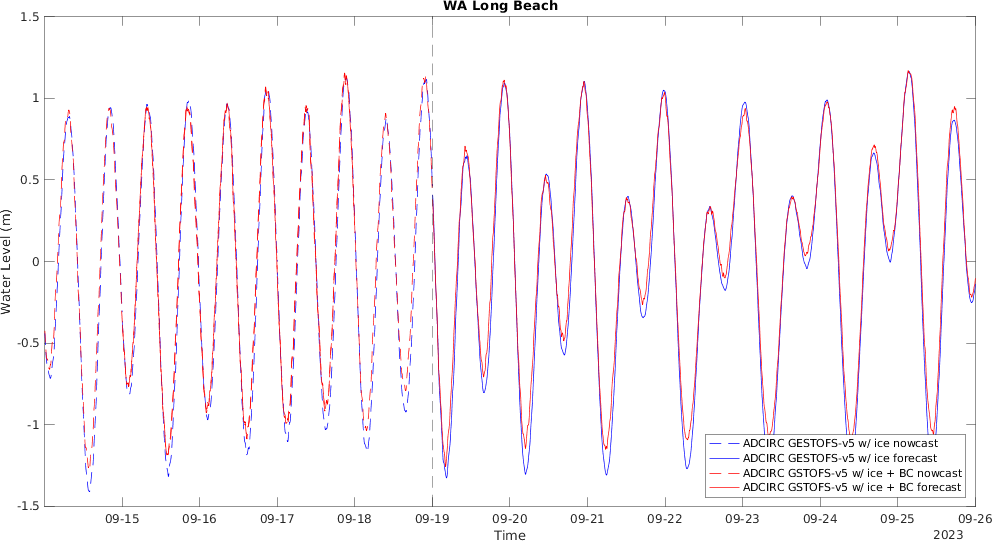 WA Long Beach
1.5
1
0.5
0
-0.5
-1
-1.5
Water Level (m)
09-15 09-16 09-17 09-18 09-19 09-20 09-21 09-22 09-23 09-24 09-25 09-26
Time
2023
ADCIRC GESTOFS-v5 w/ ice nowcast
ADCIRC GESTOFS-v5 w/ ice forecast
ADCIRC GSTOFS-v5 w/ ice + BC nowcast
ADCIRC GSTOFS-v5 w/ ice + BC forecast